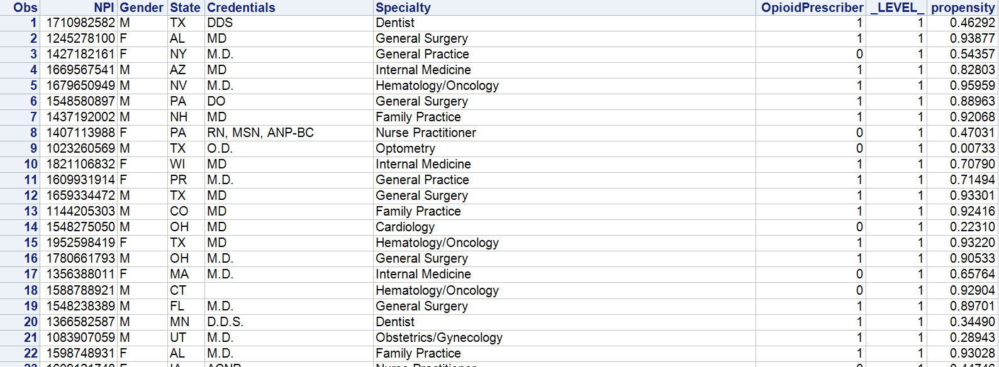 Obs NPI Gender State Credentials Specialty OpioidPrescriber _LEVEL_ propensity
1 1710982582 M TX DDS Dentist 1 1 0.46292
2 1245278100 F AL MD General Surgery 1 1 0.93877
3 1427182161 F NY M.D. General Practice 0 1 0.54357
4 1669567541 M AZ MD Internal Medicine 1 1 0.82803
5 1679650949 M NV M.D. Hematology/Oncology 1 1 0.95959
6 1548580897 M PA DO General Surgery 1 1 0.88963
7 1437192002 M NH MD Family Practice 1 1 0.92068
8 1407113988 F PA RN, MSN, ANP-BC Nurse Practitioner 0 1 0.47031
9 1023260569 M TX O.D. Optometry 0 1 0.00733
10 1821106832 F WI MD Internal Medicine 1 1 0.70790
11 1609931914 F PR M.D. General Practice 1 1 0.71494
12 1659334472 M TX MD General Surgery 1 1 0.93301
13 1144205303 M CO MD Family Practice 1 1 0.92416
14 1548275050 M OH MD Cardiology 0 1 0.22310
15 1952598419 F TX MD Hematology/Oncology 1 1 0.93220
16 1780661793 M OH M.D. General Surgery 1 1 0.90533
17 1356388011 F MA M.D. Internal Medicine 0 1 0.65764
18 1588788921 M CT Hematology/Oncology 0 1 0.92904
19 1548238389 M FL M.D. General Surgery 1 1 0.89701
20 1366582587 M MN D.D.S. Dentist 1 1 0.34490
21 1083907059 M UT M.D. Obstetrics/Gynecology 1 1 0.28943
22 1598748931 F AL M.D. Family Practice 1 1 0.93028